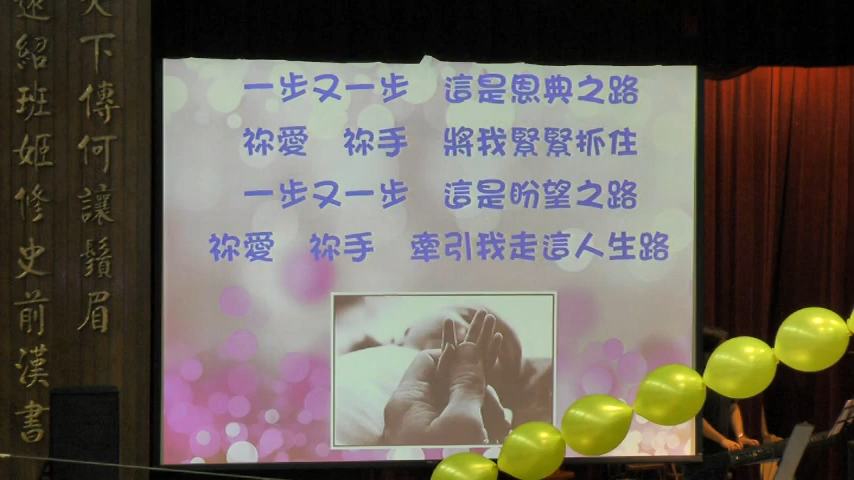 一步又一步　這是恩典之路
祢愛　祢手　將我緊緊抓住
一步又一步　這是盼望之路
祢愛　祢手　牽引我走這人生路
下傳何讓鬚眉
紹班姬修史前漢書